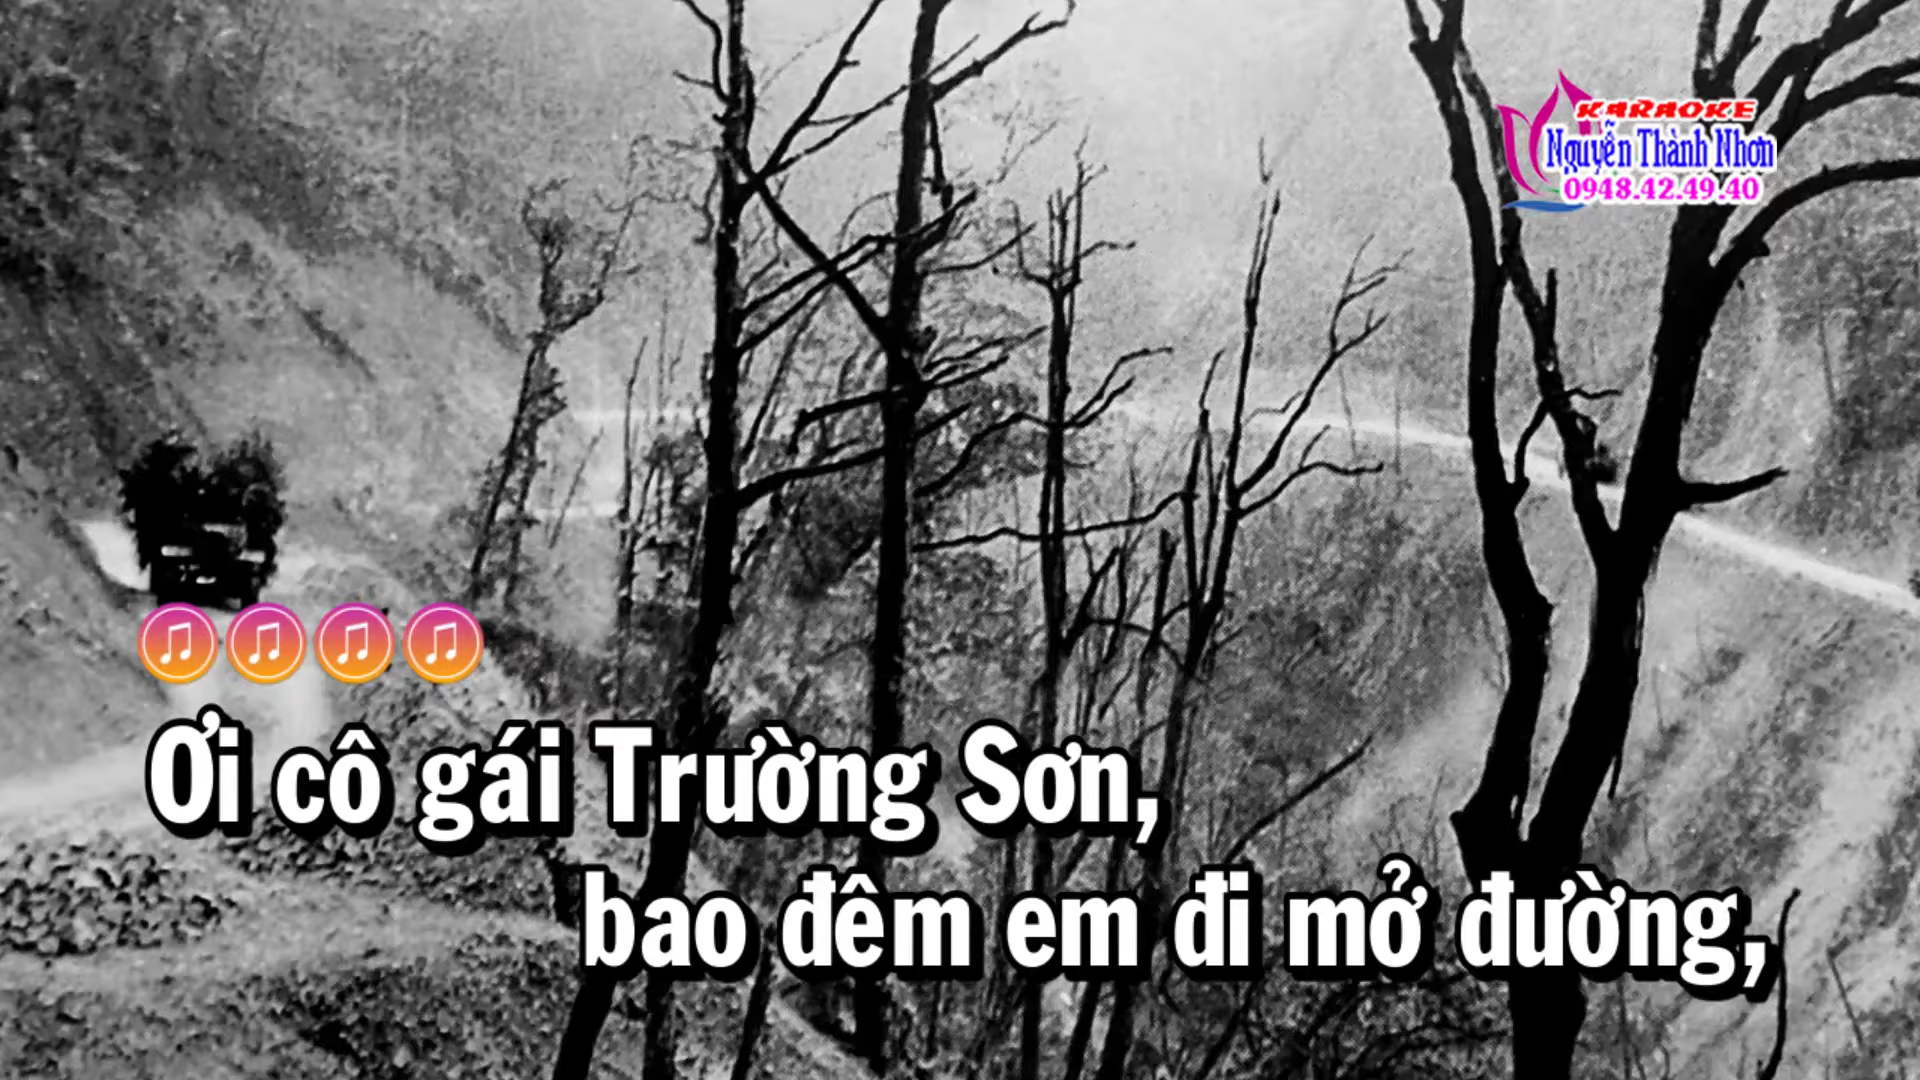 KARAOKE
Nguyễn Thành Nhơn
0948.42.49.40
Ơi cô gái Trường Sơn,
bao đêm em đi mở đường,